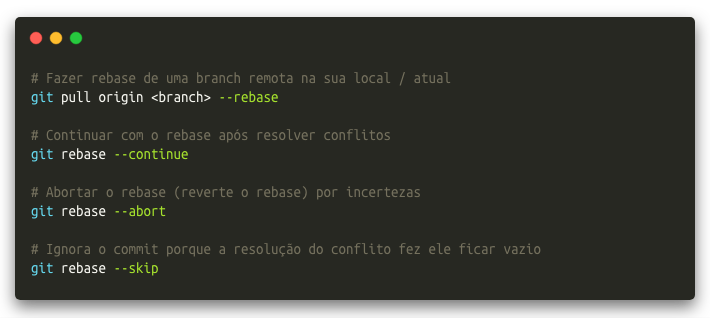 # Fazer rebase de uma branch remota na sua local / atual
git pull origin <branch> --rebase
# Continuar com o rebase após resolver conflitos
git rebase --continue
# Abortar o rebase (reverte o rebase) por incertezas
git rebase --abort
# Ignora o commit porque a resolução do conflito fez ele ficar vazio
git rebase --skip